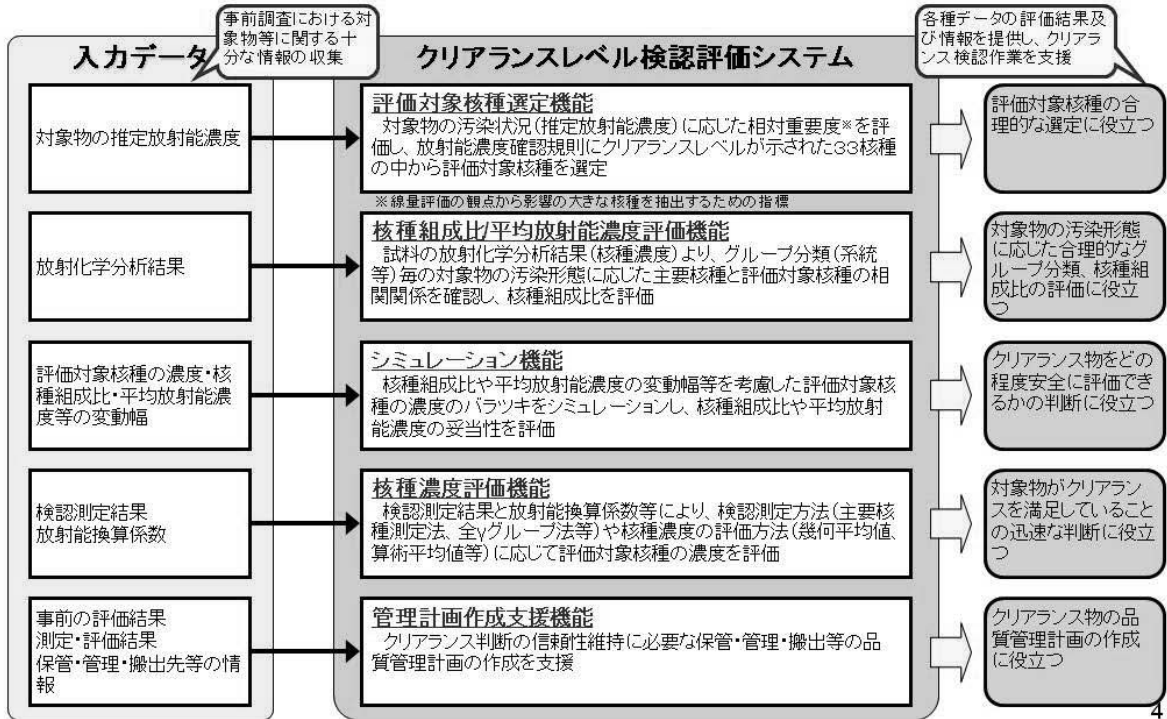 事前調査における対
象物等に関する十
分な情報の収集
各種データの評価結果及
び情報を提供し、クリアラ
ンス検認作業を支援
入力データ
クリアランスレベル検認評価システム
対象物の推定放射能濃度
評価対象核種選定機能
対象物の汚染状況(推定放射能濃度)に応じた相対重要度※を評
価し、放射能濃度確認規則にクリアランスレベルが示された33核種
の中から評価対象核種を選定
※線量評価の観点から影響の大きな核種を抽出するための指標
評価対象核種の合
理的な選定に役立つ
放射化学分析結果
核種組成比/平均放射能濃度評価機能
試料の放射化学分析結果(核種濃度)より、グループ分類(系統
等)毎の対象物の汚染形態に応じた主要核種と評価対象核種の相
関関係を確認し、核種組成比を評価
対象物の汚染形態
に応じた合理的なグ
ループ分類、核種組
成比の評価に役立
つ
評価対象核種の濃度・核
種組成比・平均放射能濃
度等の変動幅
シミュレーション機能
核種組成比や平均放射能濃度の変動幅等を考慮した評価対象核
種の濃度のバラツキをシミュレーションし、核種組成比や平均放射
能濃度の妥当性を評価
クリアランス物をどの
程度安全に評価でき
るかの判断に役立つ
検認測定結果
放射能換算係数
核種濃度評価機能
検認測定結果と放射能換算係数等により、検認測定方法(主要核
種測定法、全γグループ法等)や核種濃度の評価方法(幾何平均値、
算術平均値等)に応じて評価対象核種の濃度を評価
対象物がクリアラン
スを満足していること
の迅速な判断に役立
つ
事前の評価結果
測定・評価結果
保管・管理・搬出先等の情
報
管理計画作成支援機能
クリアランス判断の信頼性維持に必要な保管・管理・搬出等の品
質管理計画の作成を支援
クリアランス物の品
質管理計画の作成
に役立つ
4